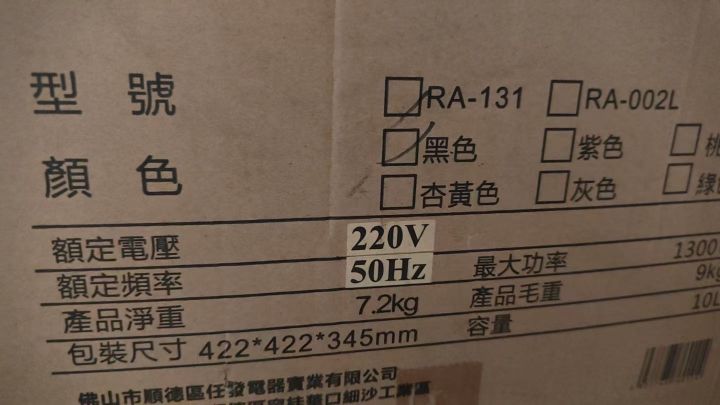 型號 □RA-131 □RA-002L
顏色 □黑色 □紫色 □桃
□杏黃色 □灰色 □綠
額定電壓 220V
額定頻率 50Hz 最大功率 1300
產品淨重 7.2kg 產品毛重 9kg
包裝尺寸 422*422*345mm 容量 10L
佛山市順德區任發電器實業有限公司